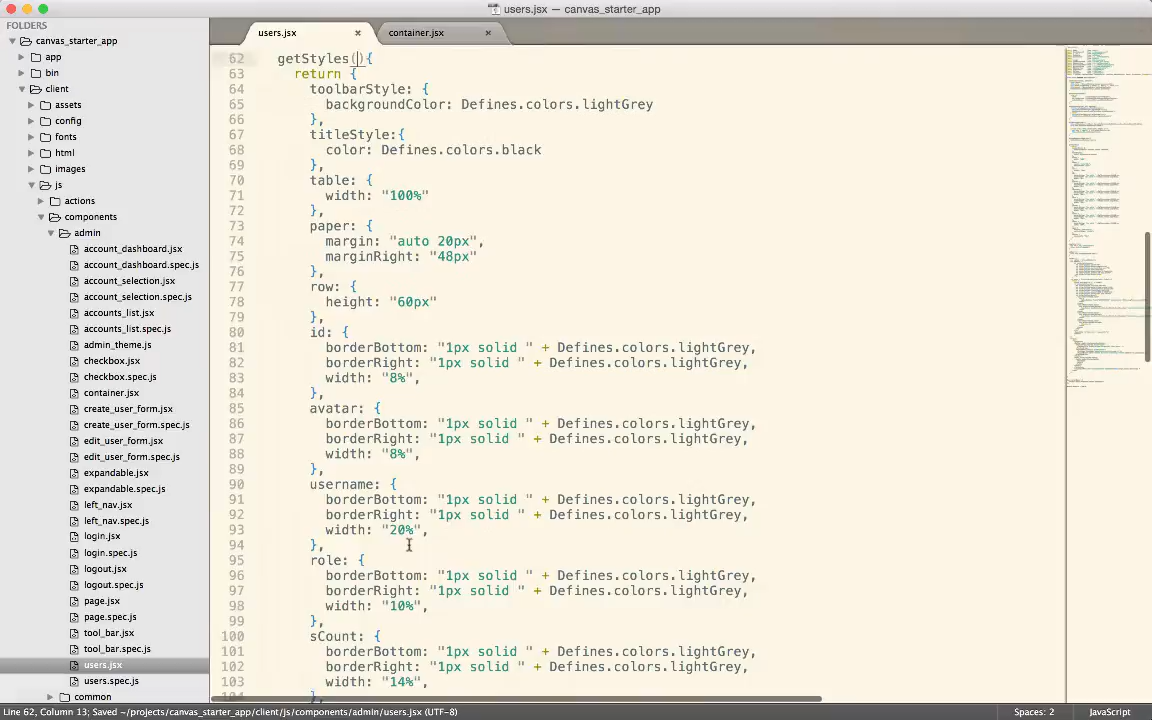 users.jsx — canvas_starter_app
FOLDERS
canvas_starter_app
app
bin
client
assets
config
fonts
html
images
js
actions
components
admin
account_dashboard.jsx
account_dashboard.spec.js
account_selection.jsx
account_selection.spec.js
accounts_list.jsx
accounts_list.spec.js
admin_theme.js
checkbox.jsx
checkbox.spec.js
container.jsx
create_user_form.jsx
create_user_form.spec.js
edit_user_form.jsx
edit_user_form.spec.js
expandable.jsx
expandable.spec.js
left_nav.jsx
left_nav.spec.js
login.jsx
login.spec.js
logout.jsx
logout.spec.js
page.jsx
page.spec.js
tool_bar.jsx
tool_bar.spec.js
users.jsx
users.spec.js
common
users.jsx × container.jsx ×
62 getStyles(){
63 return {
64 toolbarStyle: {
65 backgroundColor: Defines.colors.lightGrey
66 },
67 titleStyle:{
68 color: Defines.colors.black
69 },
70 table: {
71 width: "100%"
72 },
73 paper: {
74 margin: "auto 20px",
75 marginRight: "48px"
76 },
77 row: {
78 height: "60px"
79 },
80 id: {
81 borderBottom: "1px solid " + Defines.colors.lightGrey,
82 borderRight: "1px solid " + Defines.colors.lightGrey,
83 width: "8%",
84 },
85 avatar: {
86 borderBottom: "1px solid " + Defines.colors.lightGrey,
87 borderRight: "1px solid " + Defines.colors.lightGrey,
88 width: "8%",
89 },
90 username: {
91 borderBottom: "1px solid " + Defines.colors.lightGrey,
92 borderRight: "1px solid " + Defines.colors.lightGrey,
93 width: "20%",
94 },
95 role: {
96 borderBottom: "1px solid " + Defines.colors.lightGrey,
97 borderRight: "1px solid " + Defines.colors.lightGrey,
98 width: "10%",
99 },
100 sCount: {
101 borderBottom: "1px solid " + Defines.colors.lightGrey,
102 borderRight: "1px solid " + Defines.colors.lightGrey,
103 width: "14%",
104 },
Line 62, Column 13; Saved ~/projects/canvas_starter_app/client/js/components/admin/users.jsx (UTF-8) Spaces: 2 JavaScript